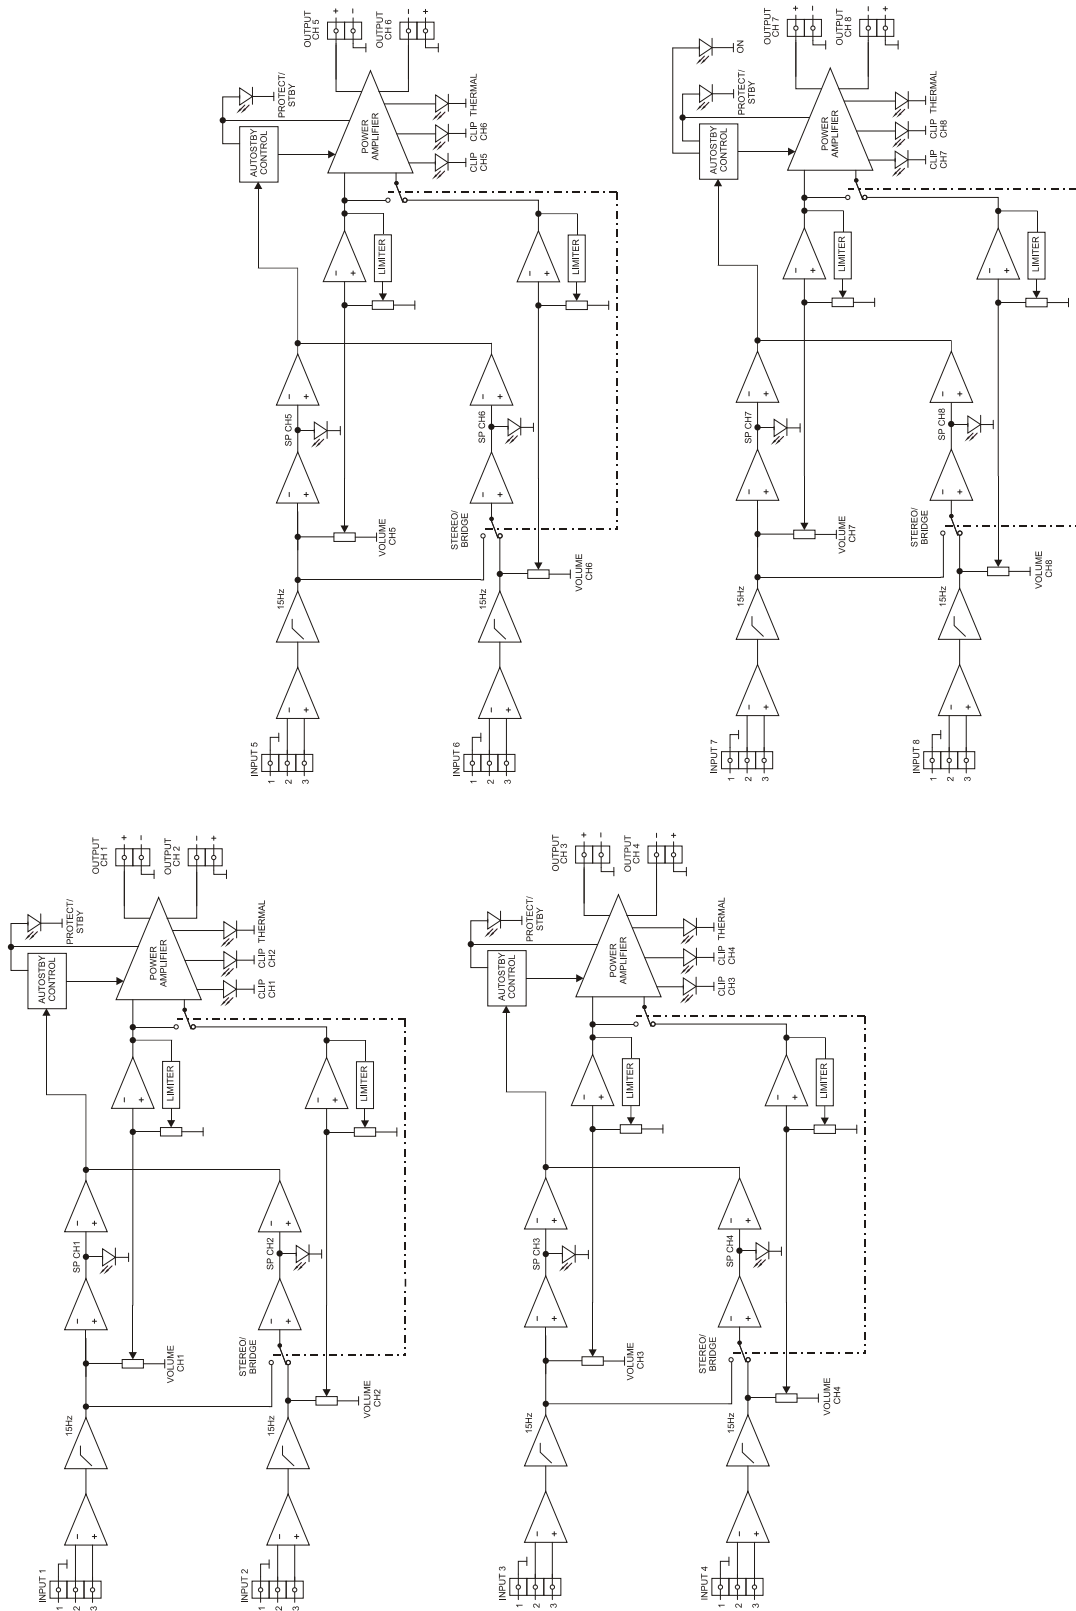 INPUT 5
1
2
3
INPUT 6
1
2
3
15Hz
15Hz
VOLUME
CH5
VOLUME
CH6
STEREO/
BRIDGE
SP CH5
SP CH6
LIMITER
LIMITER
AUTOSTBY
CONTROL
PROTECT/
STBY
POWER
AMPLIFIER
CLIP
CH5
CLIP
CH6
THERMAL
OUTPUT
CH 5
+
−
OUTPUT
CH 6
−
+
INPUT 7
1
2
3
INPUT 8
1
2
3
15Hz
15Hz
VOLUME
CH7
VOLUME
CH8
STEREO/
BRIDGE
SP CH7
SP CH8
LIMITER
LIMITER
AUTOSTBY
CONTROL
PROTECT/
STBY
ON
POWER
AMPLIFIER
CLIP
CH7
CLIP
CH8
THERMAL
OUTPUT
CH 7
+
−
OUTPUT
CH 8
−
+
INPUT 1
1
2
3
INPUT 2
1
2
3
15Hz
15Hz
VOLUME
CH1
VOLUME
CH2
STEREO/
BRIDGE
SP CH1
SP CH2
LIMITER
LIMITER
AUTOSTBY
CONTROL
PROTECT/
STBY
POWER
AMPLIFIER
CLIP
CH1
CLIP
CH2
THERMAL
OUTPUT
CH 1
+
−
OUTPUT
CH 2
−
+
INPUT 3
1
2
3
INPUT 4
1
2
3
15Hz
15Hz
VOLUME
CH3
VOLUME
CH4
STEREO/
BRIDGE
SP CH3
SP CH4
LIMITER
LIMITER
AUTOSTBY
CONTROL
PROTECT/
STBY
POWER
AMPLIFIER
CLIP
CH3
CLIP
CH4
THERMAL
OUTPUT
CH 3
+
−
OUTPUT
CH 4
−
+